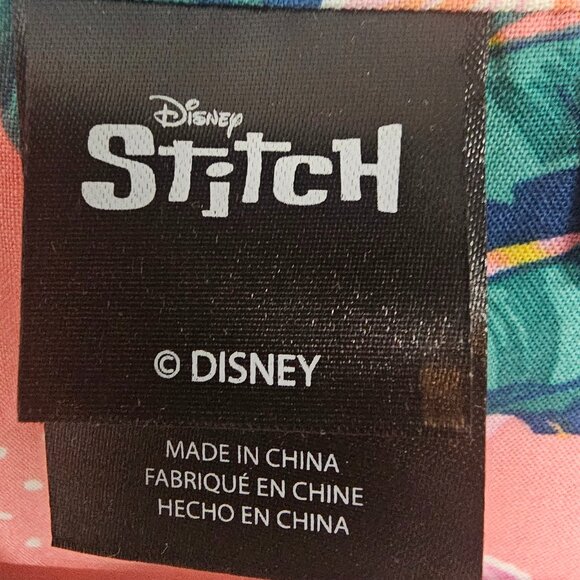 Disney
Stitch
© DISNEY
MADE IN CHINA
FABRIQUÉ EN CHINE
HECHO EN CHINA